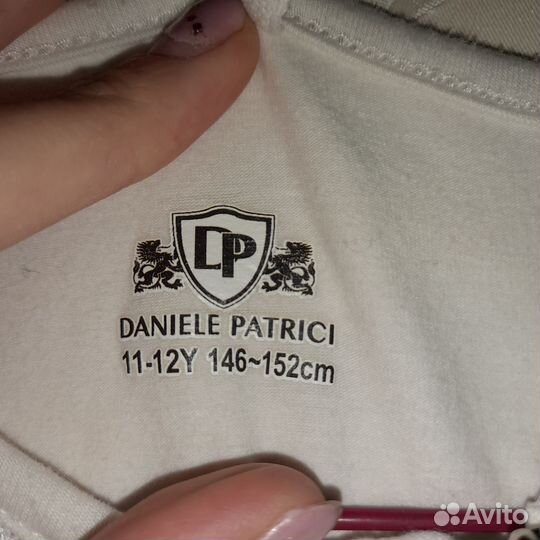 DP
DANIELE PATRICI
11-12Y 146~152cm
Avito